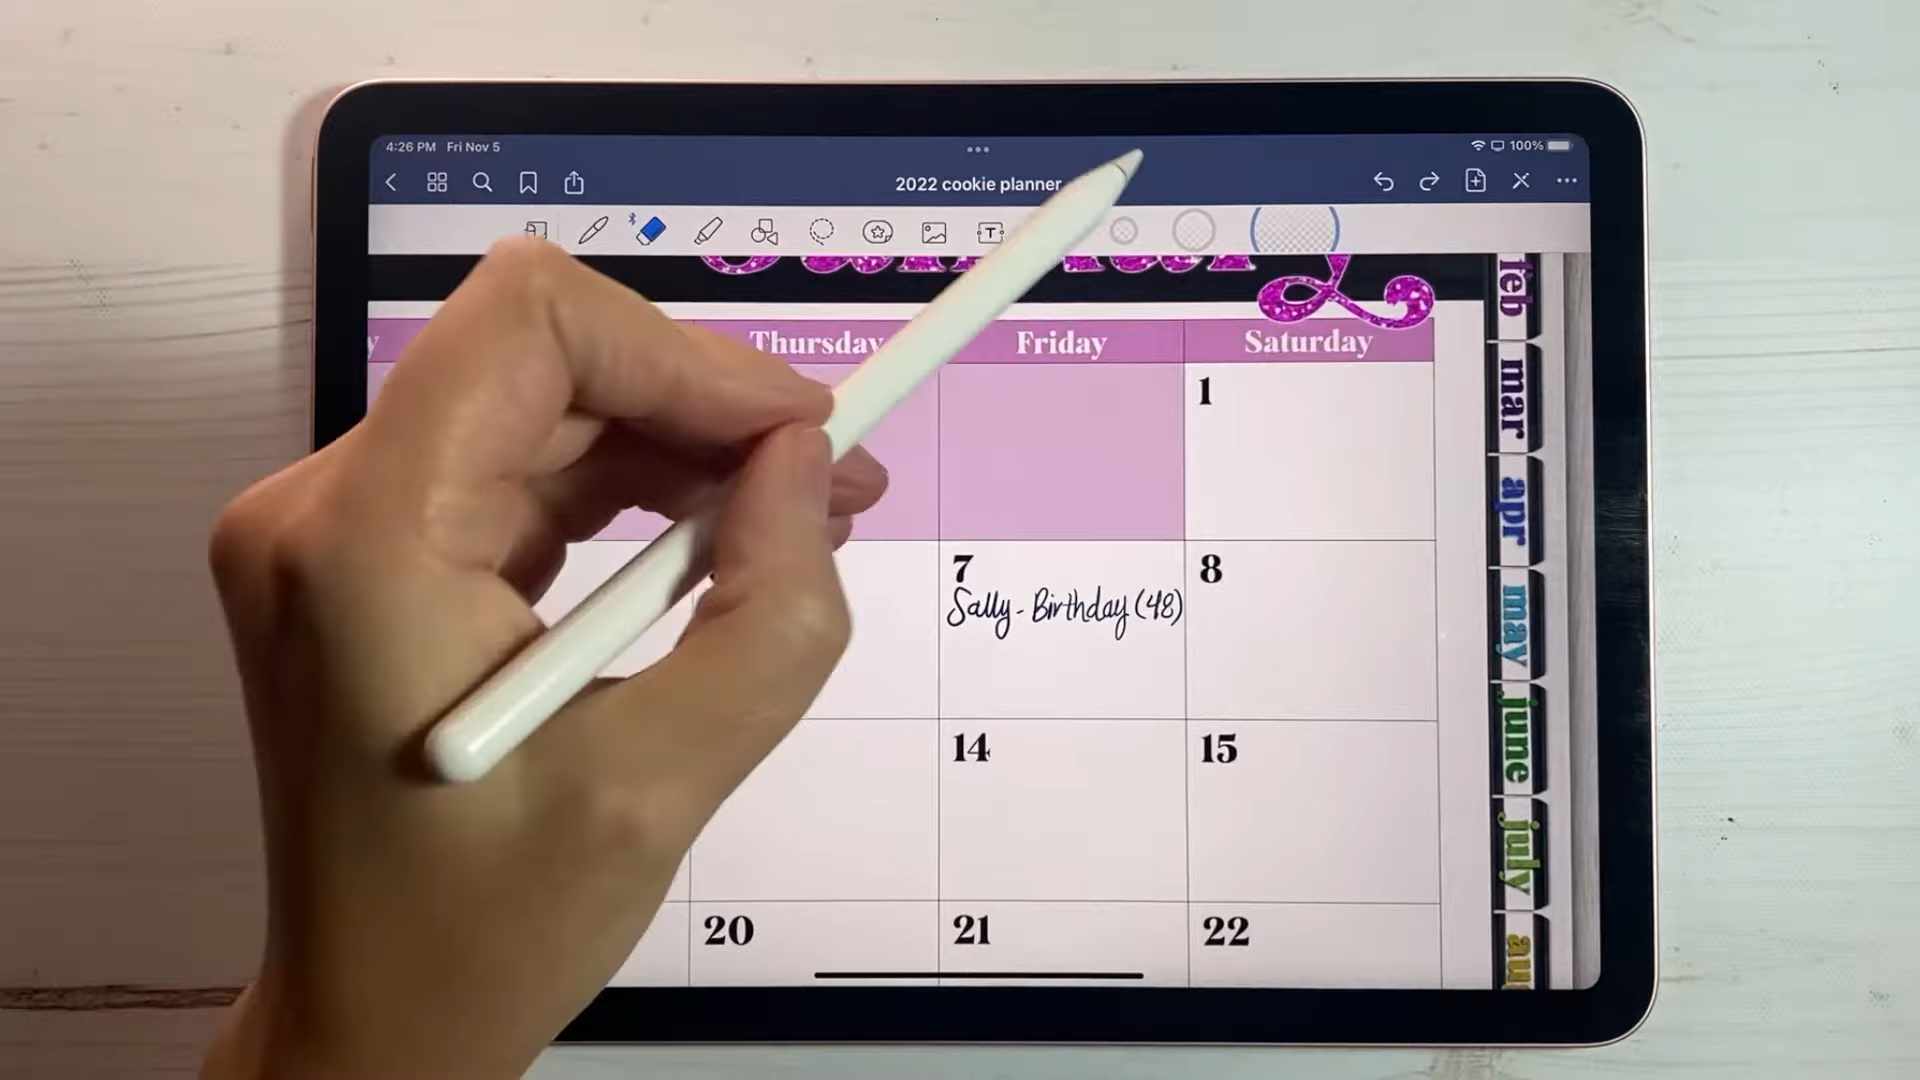 4:26 PM Fri Nov 5
100%
2022 cookie planner
T
y Thursday Friday Saturday
1
7
Sally - Birthday (48)
8
14
15
20
21
22
feb
mar
apr
may
june
july
au